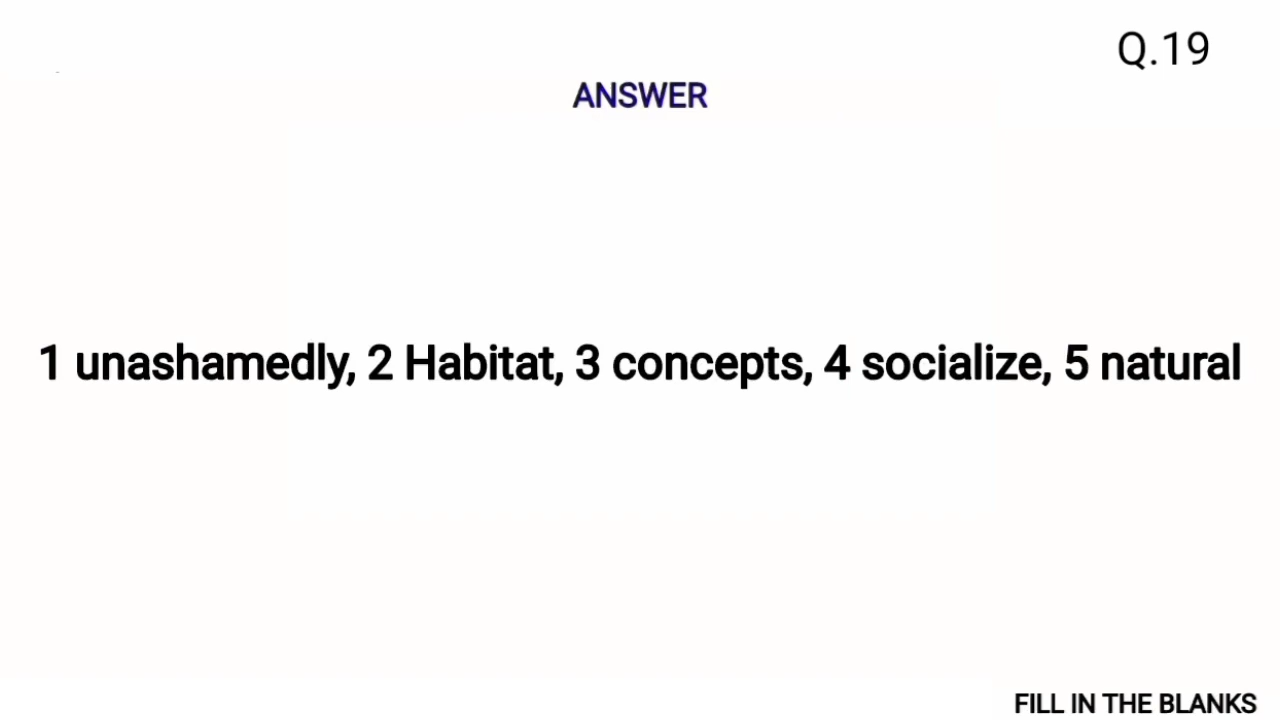 Q.19
ANSWER
1 unashamedly, 2 Habitat, 3 concepts, 4 socialize, 5 natural
FILL IN THE BLANKS